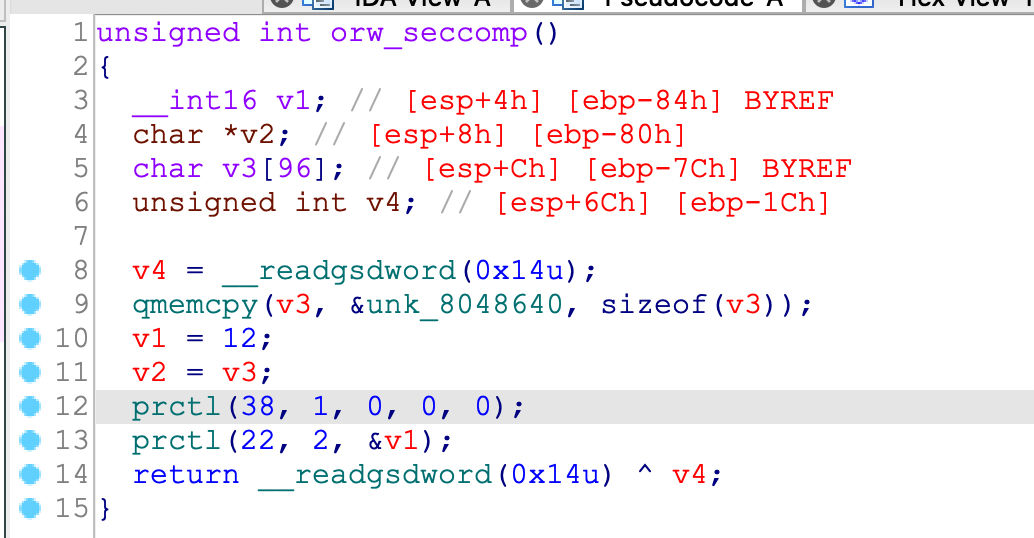 IDA View-A Pseudocode-A Hex View-1
1 unsigned int orw_seccomp()
2 {
3   __int16 v1; // [esp+4h] [ebp-84h] BYREF
4   char *v2; // [esp+8h] [ebp-80h]
5   char v3[96]; // [esp+Ch] [ebp-7Ch] BYREF
6   unsigned int v4; // [esp+6Ch] [ebp-1Ch]
7
8   v4 = __readgsdword(0x14u);
9   qmemcpy(v3, &unk_8048640, sizeof(v3));
10   v1 = 12;
11   v2 = v3;
12   prctl(38, 1, 0, 0, 0);
13   prctl(22, 2, &v1);
14   return __readgsdword(0x14u) ^ v4;
15 }